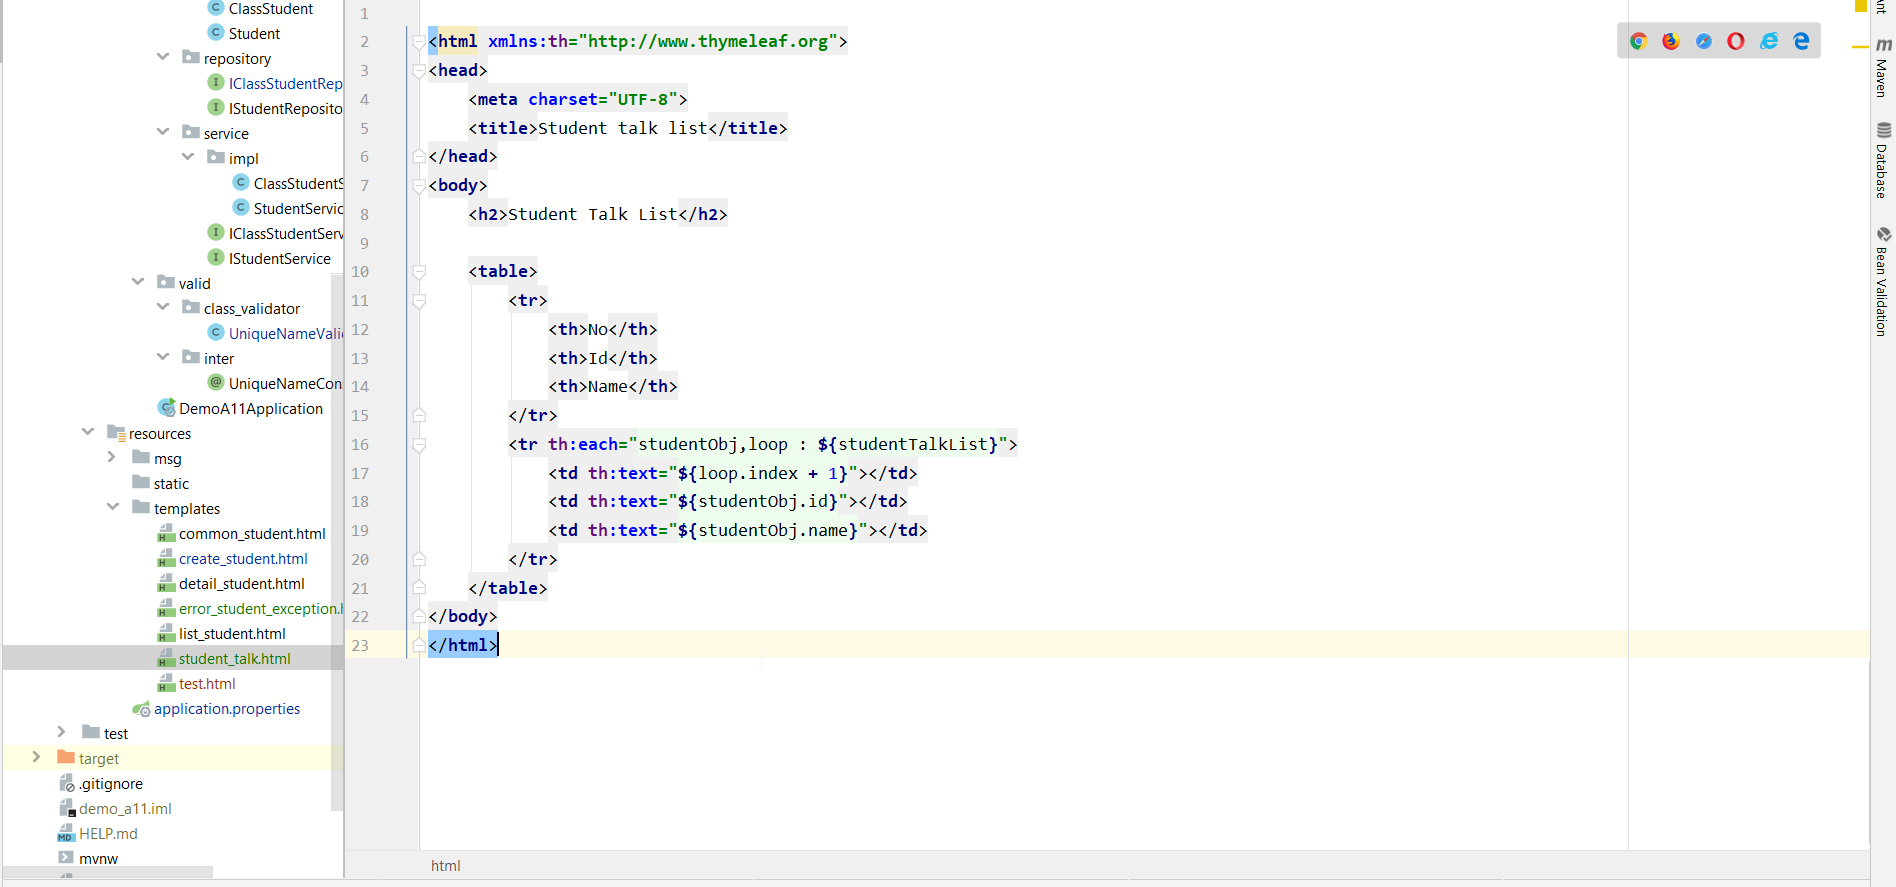 ClassStudent
Student
repository
IClassStudentRep
IStudentReposito
service
impl
ClassStudentS
StudentServic
IClassStudentServ
IStudentService
valid
class_validator
UniqueNameVali
inter
UniqueNameCon
DemoA11Application
resources
msg
static
templates
common_student.html
create_student.html
detail_student.html
error_student_exception.h
list_student.html
student_talk.html
test.html
application.properties
test
target
.gitignore
demo_a11.iml
HELP.md
mvnw
1
2 <html xmlns:th="http://www.thymeleaf.org">
3 <head>
4 <meta charset="UTF-8">
5 <title>Student talk list</title>
6 </head>
7 <body>
8 <h2>Student Talk List</h2>
9
10 <table>
11 <tr>
12 <th>No</th>
13 <th>Id</th>
14 <th>Name</th>
15 </tr>
16 <tr th:each="studentObj,loop : ${studentTalkList}">
17 <td th:text="${loop.index + 1}"></td>
18 <td th:text="${studentObj.id}"></td>
19 <td th:text="${studentObj.name}"></td>
20 </tr>
21 </table>
22 </body>
23 </html>
html
Ant
Maven
Database
Bean Validation